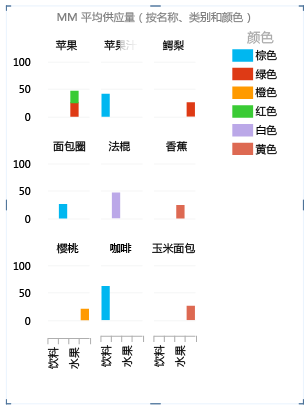 MM 平均供应量（按名称、类别和颜色）
颜色
棕色
绿色
橙色
红色
白色
黄色
苹果 苹果汁 鳄梨
100
50
0
面包圈 法棍 香蕉
100
50
0
樱桃 咖啡 玉米面包
100
50
0
饮料 水果 饮料 水果 饮料 水果